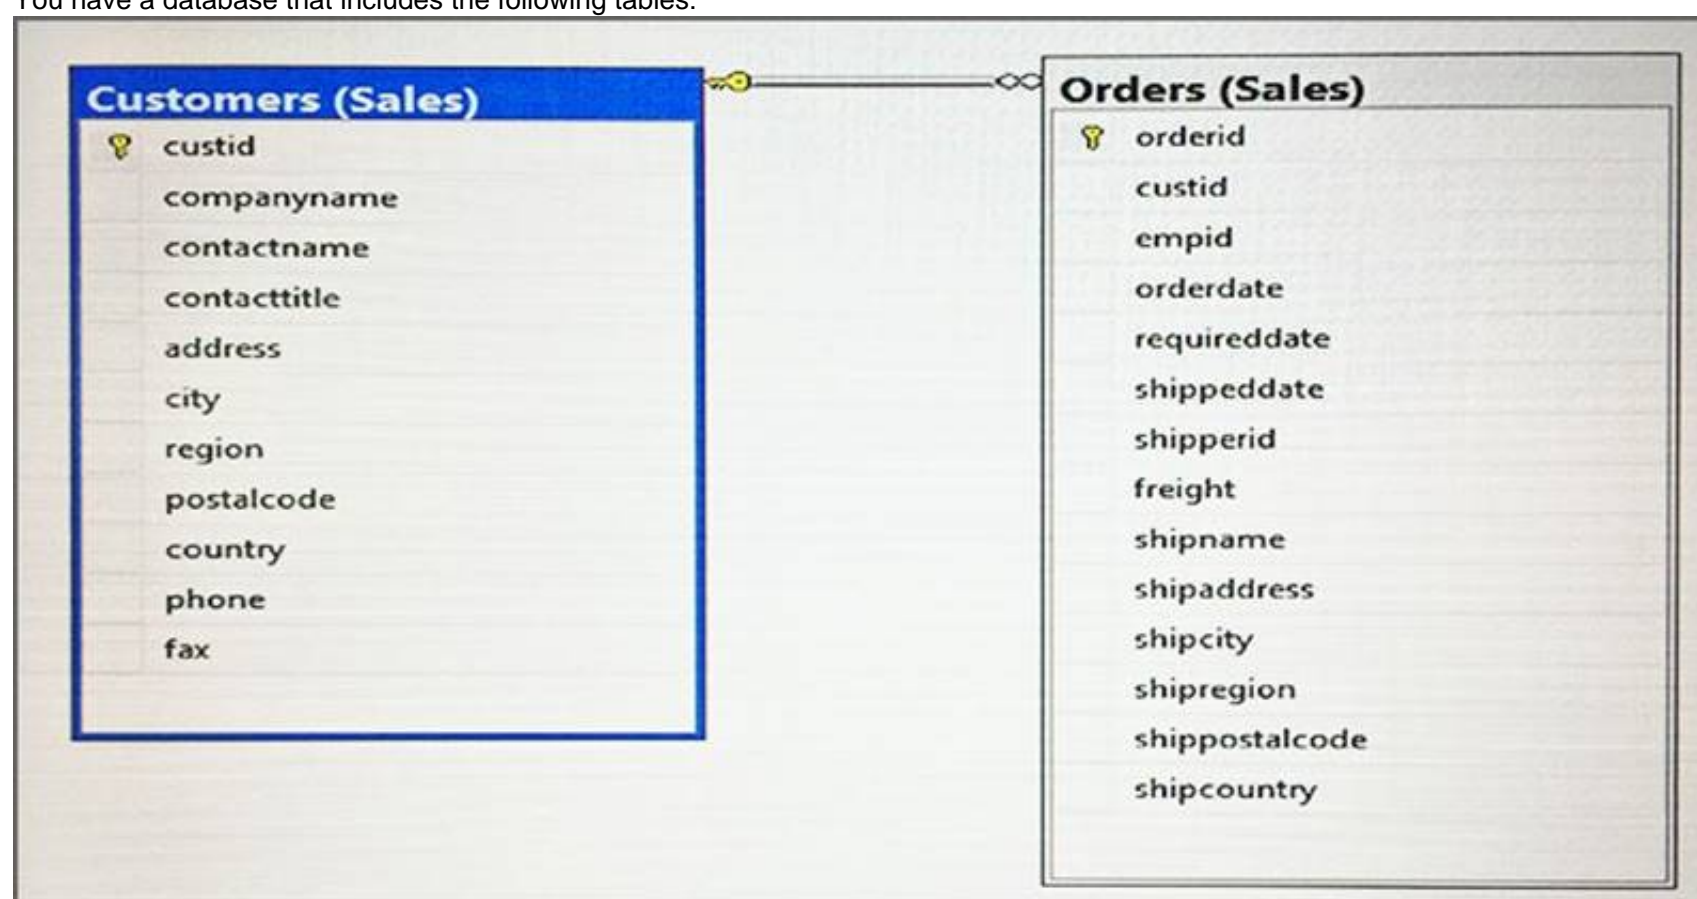 You have a database that includes the following tables.
Customers (Sales)
custid
companyname
contactname
contacttitle
address
city
region
postalcode
country
phone
fax
Orders (Sales)
orderid
custid
empid
orderdate
requireddate
shippeddate
shipperid
freight
shipname
shipaddress
shipcity
shipregion
shippostalcode
shipcountry